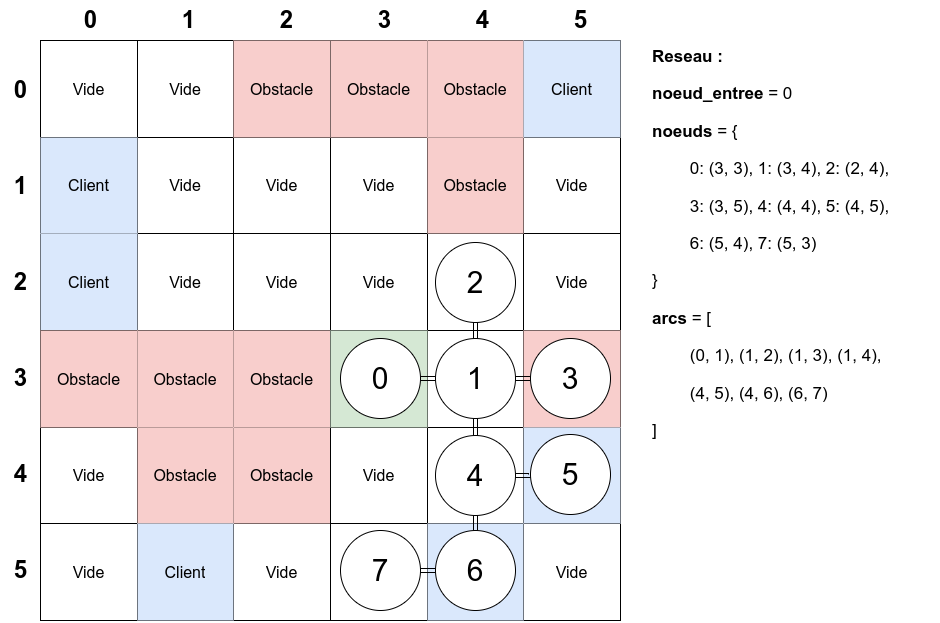 0 1 2 3 4 5
0 Vide Vide Obstacle Obstacle Obstacle Client
1 Client Vide Vide Vide Obstacle Vide
2 Client Vide Vide Vide 2 Vide
3 Obstacle Obstacle Obstacle 0 1 3
4 Vide Obstacle Obstacle Vide 4 5
5 Vide Client Vide 7 6 Vide
Reseau :
noeud_entree = 0
noeuds = {
0: (3, 3), 1: (3, 4), 2: (2, 4),
3: (3, 5), 4: (4, 4), 5: (4, 5),
6: (5, 4), 7: (5, 3)
}
arcs = [
(0, 1), (1, 2), (1, 3), (1, 4),
(4, 5), (4, 6), (6, 7)
]